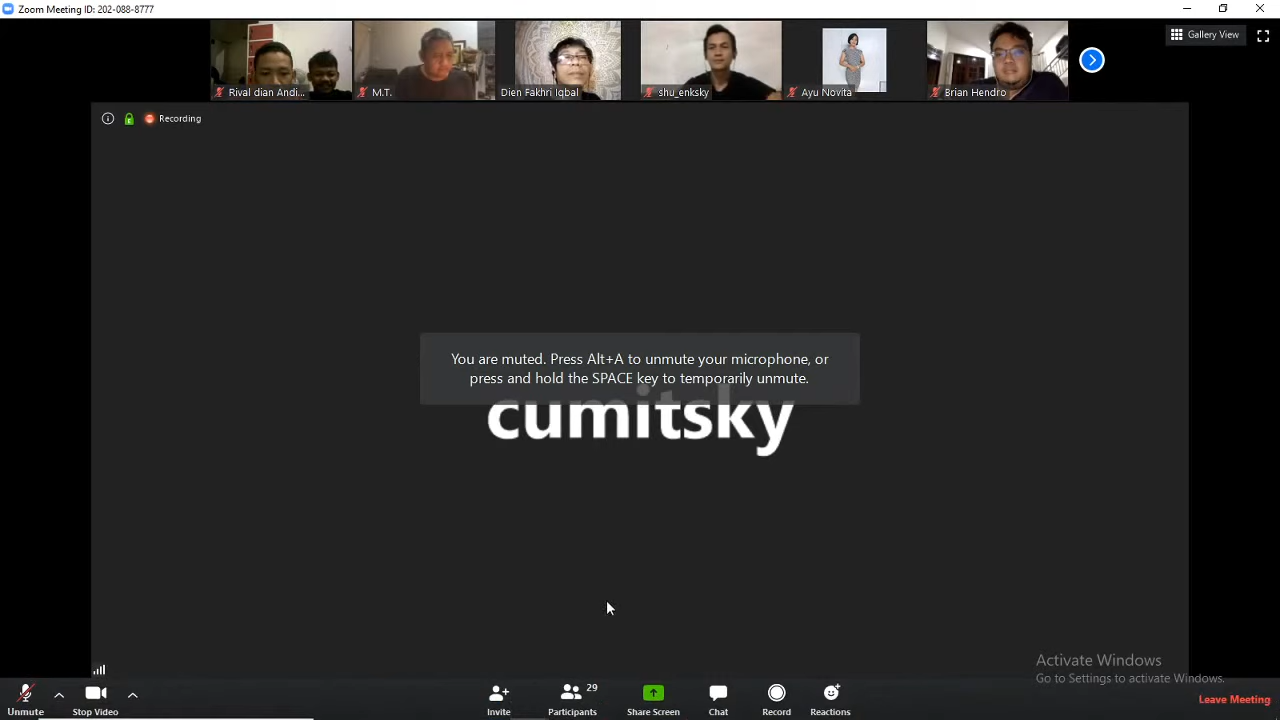 Zoom Meeting ID: 202-088-8777
Gallery View
Rival dian Andi...
M.T.
Dien Fakhri Iqbal
shu_enksky
Ayu Novita
Brian Hendro
Recording
You are muted. Press Alt+A to unmute your microphone, or
press and hold the SPACE key to temporarily unmute.
cumitsky
Activate Windows
Go to Settings to activate Windows.
Unmute
Stop Video
Invite
29
Participants
Share Screen
Chat
Record
Reactions
Leave Meeting